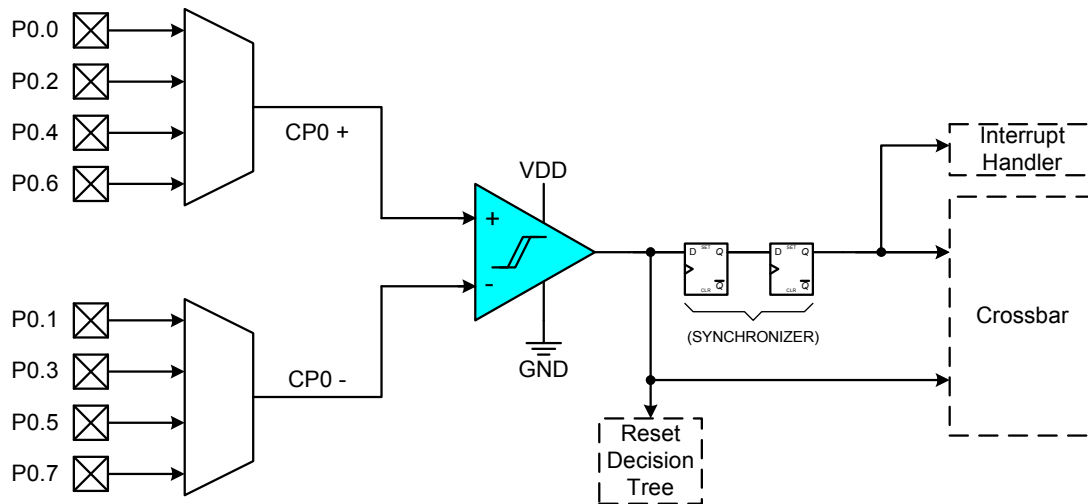 P0.0
P0.2
P0.4
P0.6
CP0 +
P0.1
P0.3
P0.5
P0.7
CP0 -
VDD
+
-
GND
D SET Q
CLR Q
D SET Q
CLR Q
(SYNCHRONIZER)
Reset
Decision
Tree
Interrupt
Handler
Crossbar